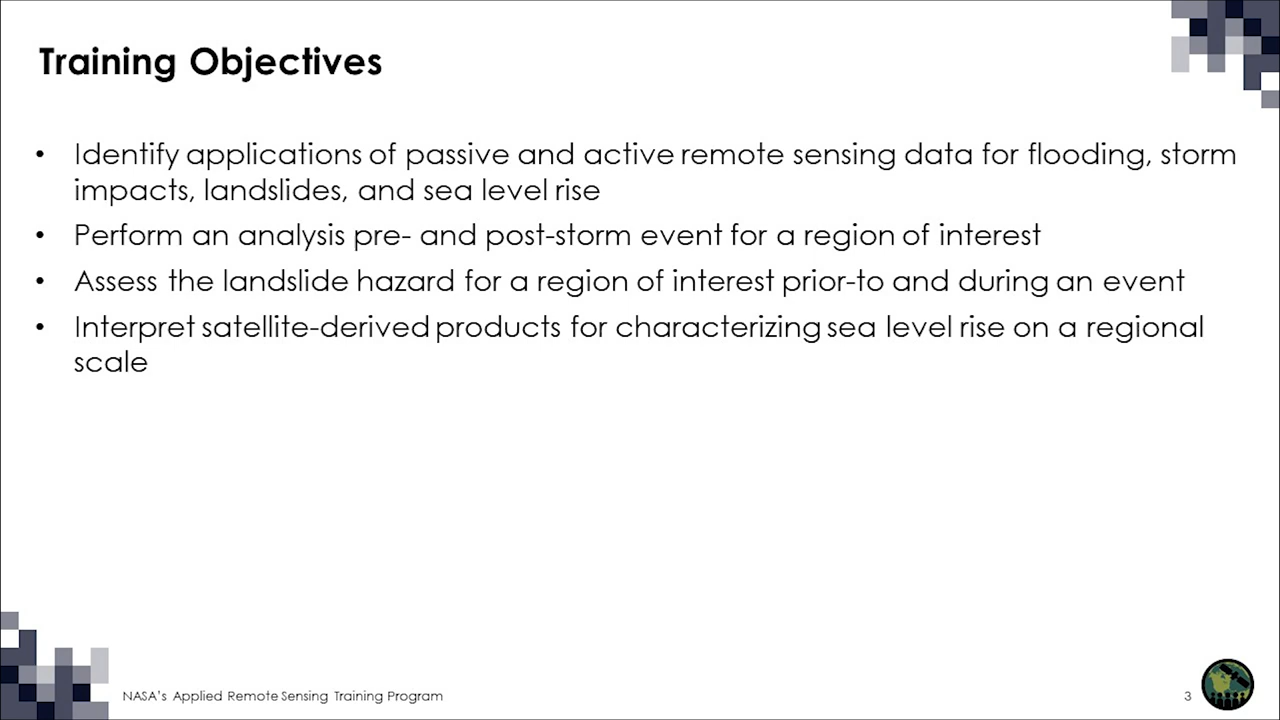 Training Objectives
• Identify applications of passive and active remote sensing data for flooding, storm
impacts, landslides, and sea level rise
• Perform an analysis pre- and post-storm event for a region of interest
• Assess the landslide hazard for a region of interest prior-to and during an event
• Interpret satellite-derived products for characterizing sea level rise on a regional
scale
NASA's Applied Remote Sensing Training Program
3